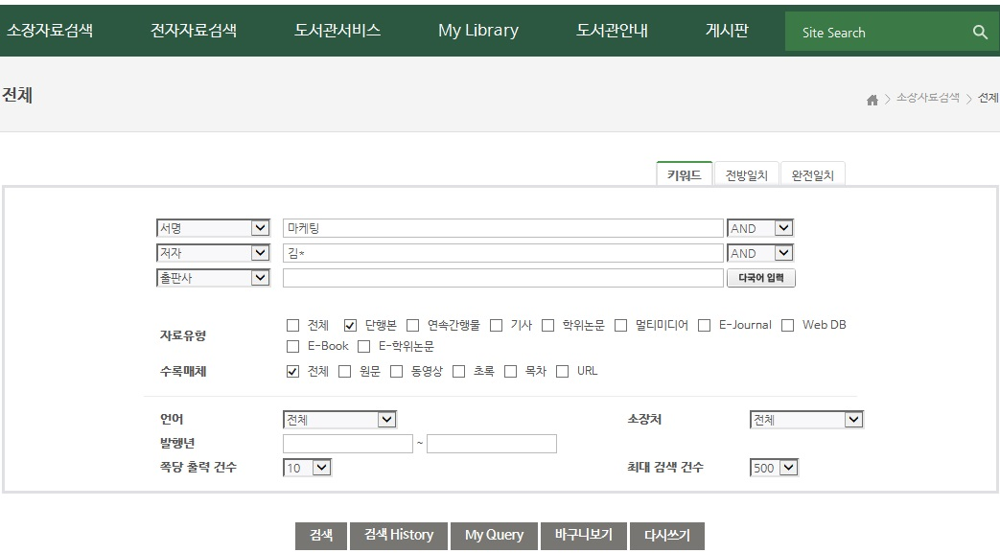 소장자료검색 전자자료검색 도서관서비스 My Library 도서관안내 게시판 Site Search
전체
> 소장자료검색 > 전체
키워드 전방일치 완전일치
서명 마케팅 AND
저자 김* AND
출판사 다국어 입력
자료유형
전체 단행본 연속간행물 기사 학위논문 멀티미디어 E-Journal Web DB
E-Book E-학위논문
수록매체 전체 원문 동영상 초록 목차 URL
언어 전체 소장처 전체
발행년 ~
쪽당 출력 건수 10 최대 검색 건수 500
검색 검색 History My Query 바구니보기 다시쓰기